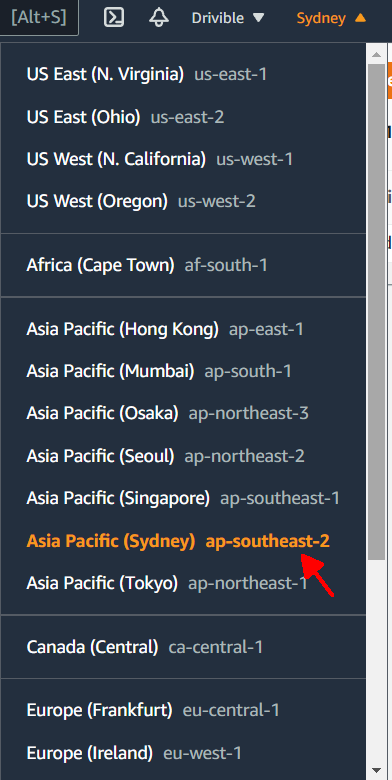 [Alt+S] Drivible Sydney
US East (N. Virginia) us-east-1
US East (Ohio) us-east-2
US West (N. California) us-west-1
US West (Oregon) us-west-2
Africa (Cape Town) af-south-1
Asia Pacific (Hong Kong) ap-east-1
Asia Pacific (Mumbai) ap-south-1
Asia Pacific (Osaka) ap-northeast-3
Asia Pacific (Seoul) ap-northeast-2
Asia Pacific (Singapore) ap-southeast-1
Asia Pacific (Sydney) ap-southeast-2
Asia Pacific (Tokyo) ap-northeast-1
Canada (Central) ca-central-1
Europe (Frankfurt) eu-central-1
Europe (Ireland) eu-west-1